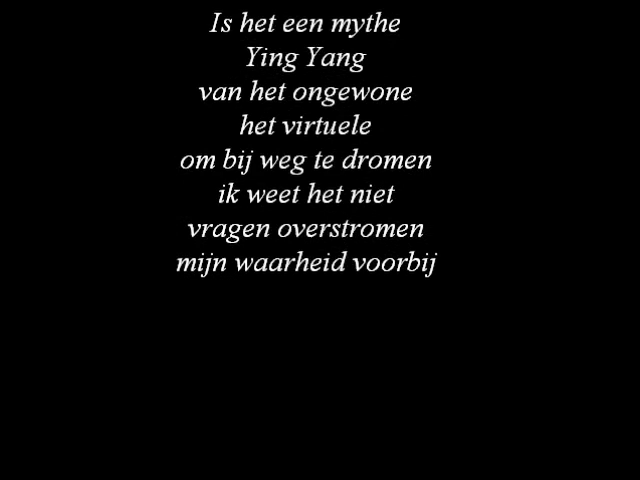 Is het een mythe
Ying Yang
van het ongewone
het virtuele
om bij weg te dromen
ik weet het niet
vragen overstromen
mijn waarheid voorbij